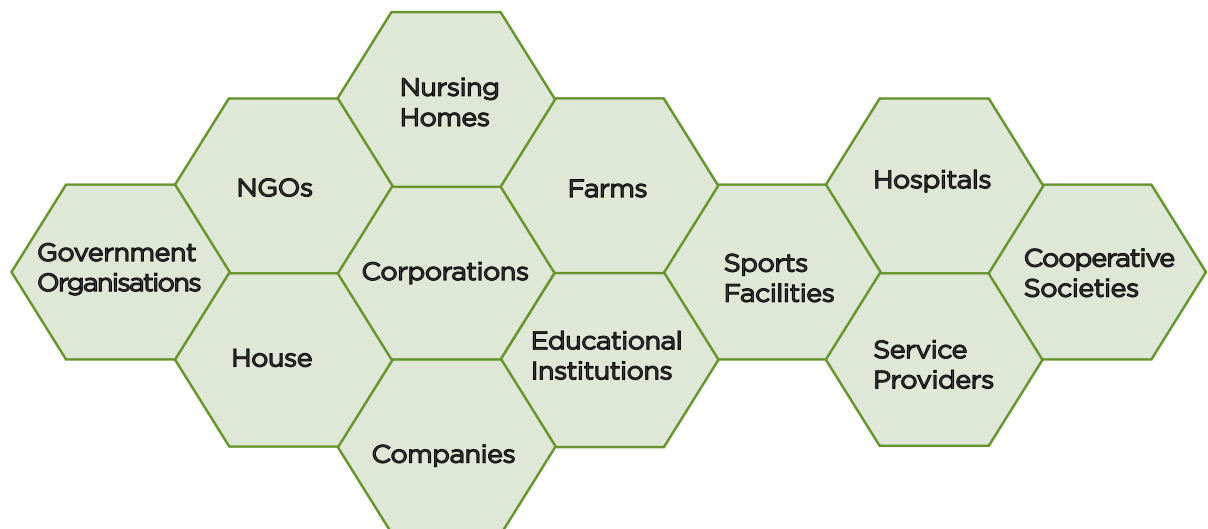 Nursing
Homes
NGOs
Farms
Hospitals
Government
Organisations
Corporations
Sports
Facilities
Cooperative
Societies
House
Educational
Institutions
Service
Providers
Companies